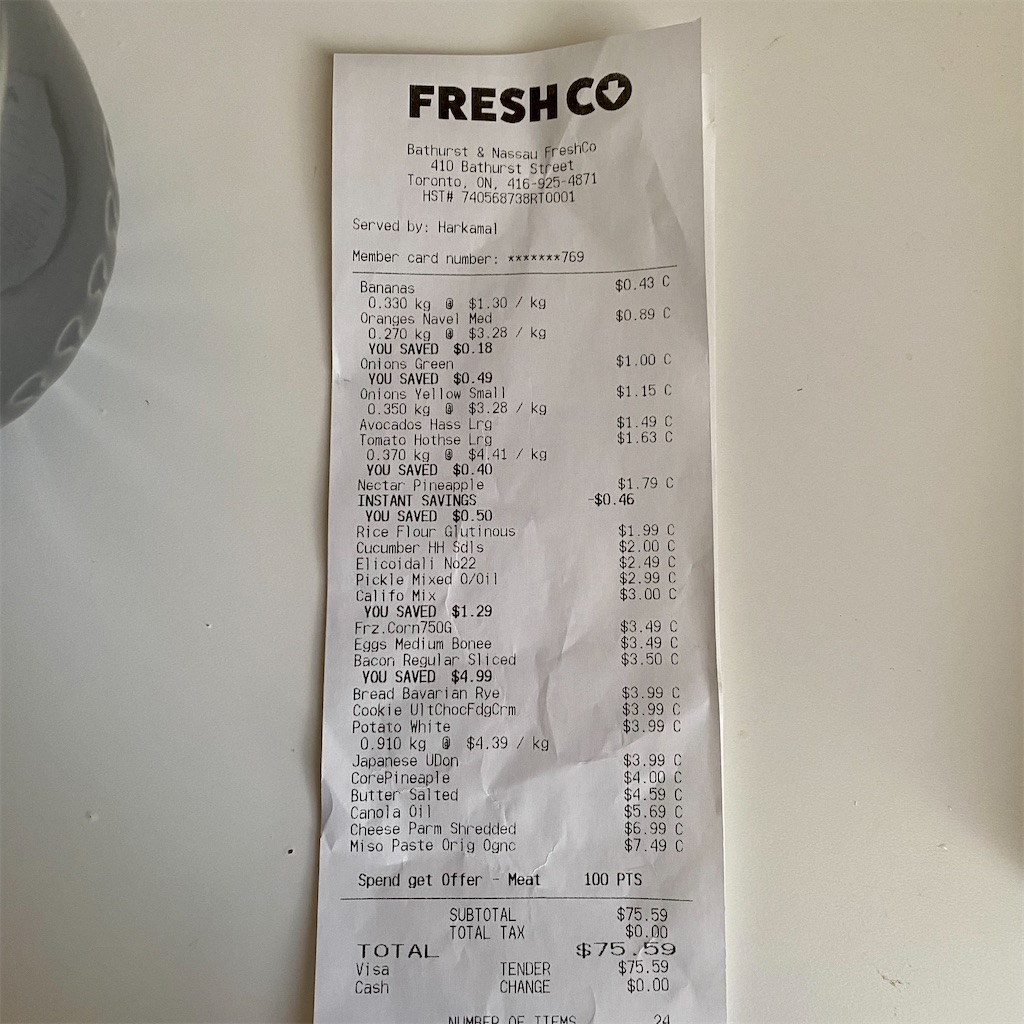 FRESHCO
Bathurst & Nassau FreshCo
410 Bathurst Street
Toronto, ON, 416-925-4871
HST# 740568738RT0001
Served by: Harkamal
Member card number: *******769
Bananas $0.43 C
0.330 kg @ $1.30 / kg
Oranges Navel Med $0.89 C
0.270 kg @ $3.28 / kg
YOU SAVED $0.18
Onions Green $1.00 C
YOU SAVED $0.49
Onions Yellow Small $1.15 C
0.350 kg @ $3.28 / kg
Avocados Hass Lrg $1.49 C
Tomato Hothse Lrg $1.63 C
0.370 kg @ $4.41 / kg
YOU SAVED $0.40
Nectar Pineapple $1.79 C
INSTANT SAVINGS -$0.46
YOU SAVED $0.50
Rice Flour Glutinous $1.99 C
Cucumber HH Sdls $2.00 C
Elicoidali No22 $2.49 C
Pickle Mixed O/Oil $2.99 C
Califo Mix $3.00 C
YOU SAVED $1.29
Frz.Corn750G $3.49 C
Eggs Medium Bonee $3.49 C
Bacon Regular Sliced $3.50 C
YOU SAVED $4.99
Bread Bavarian Rye $3.99 C
Cookie UltChocFdgCrm $3.99 C
Potato White $3.99 C
0.910 kg @ $4.39 / kg
Japanese UDon $3.99 C
CorePineaple $4.00 C
Butter Salted $4.59 C
Canola Oil $5.69 C
Cheese Parm Shredded $6.99 C
Miso Paste Orig Ognc $7.49 C
Spend get Offer - Meat 100 PTS
SUBTOTAL $75.59
TOTAL TAX $0.00
TOTAL $75.59
Visa TENDER $75.59
Cash CHANGE $0.00
NUMBER OF ITEMS 24